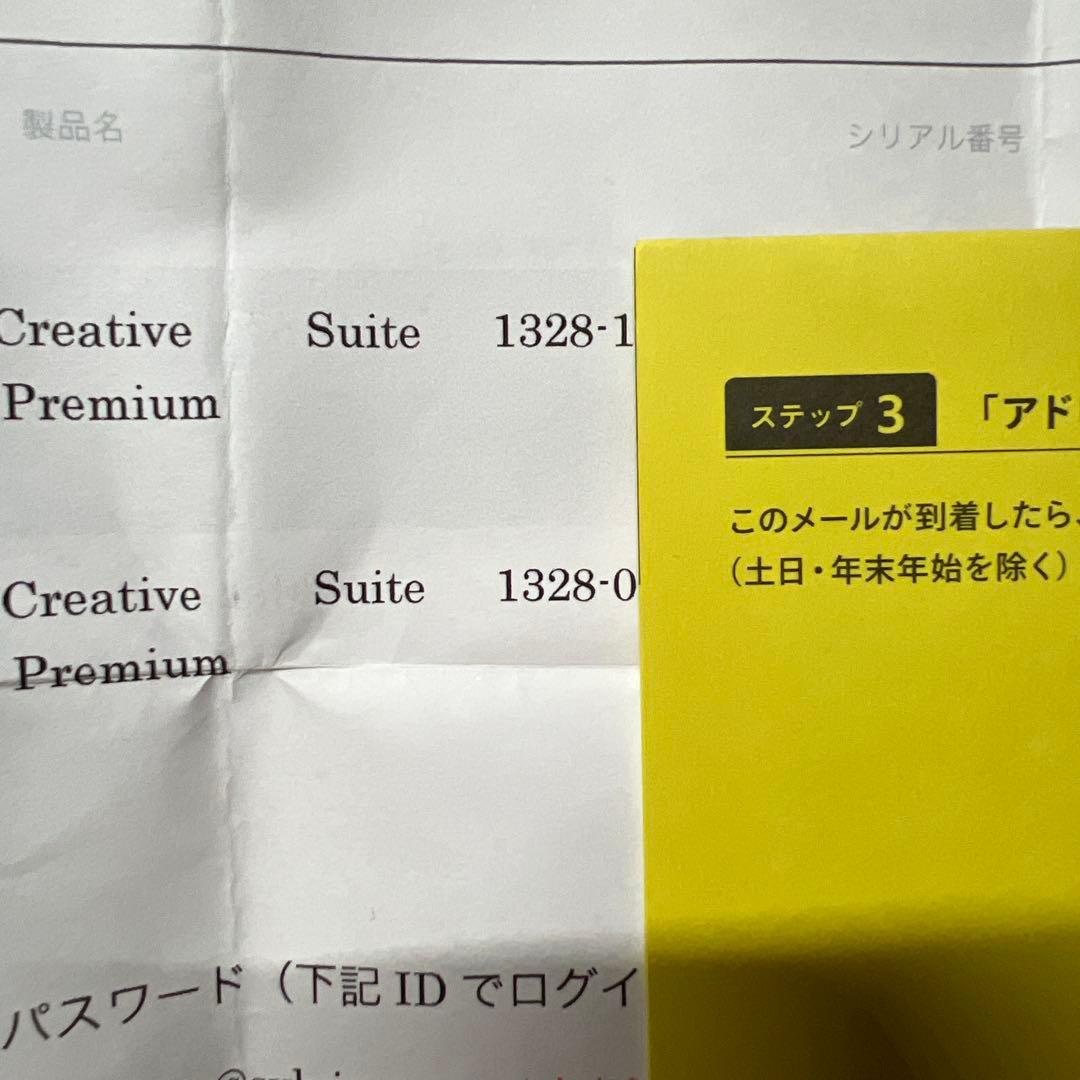 製品名 シリアル番号
Creative Suite 1328-1
Premium
Creative Suite 1328-0
Premium
パスワード（下記 ID でログイ
ステップ 3 「アド
このメールが到着したら、
（土日・年末年始を除く）